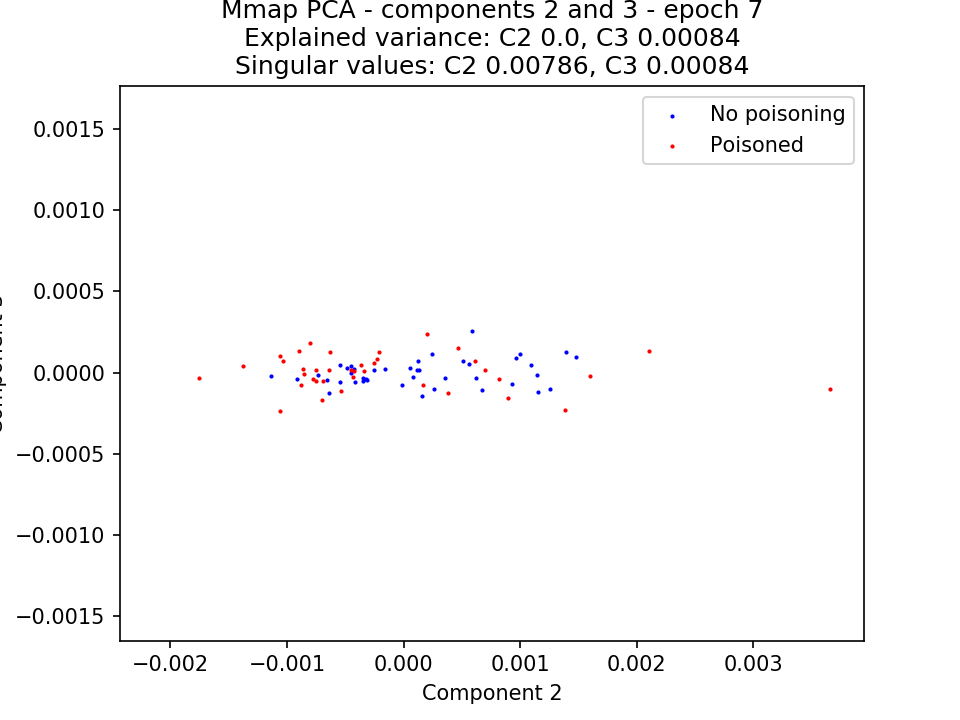 Mmap PCA - components 2 and 3 - epoch 7
Explained variance: C2 0.0, C3 0.00084
Singular values: C2 0.00786, C3 0.00084
No poisoning
Poisoned
0.0015
0.0010
0.0005
0.0000
−0.0005
−0.0010
−0.0015
−0.002
−0.001
0.000
0.001
0.002
0.003
Component 2